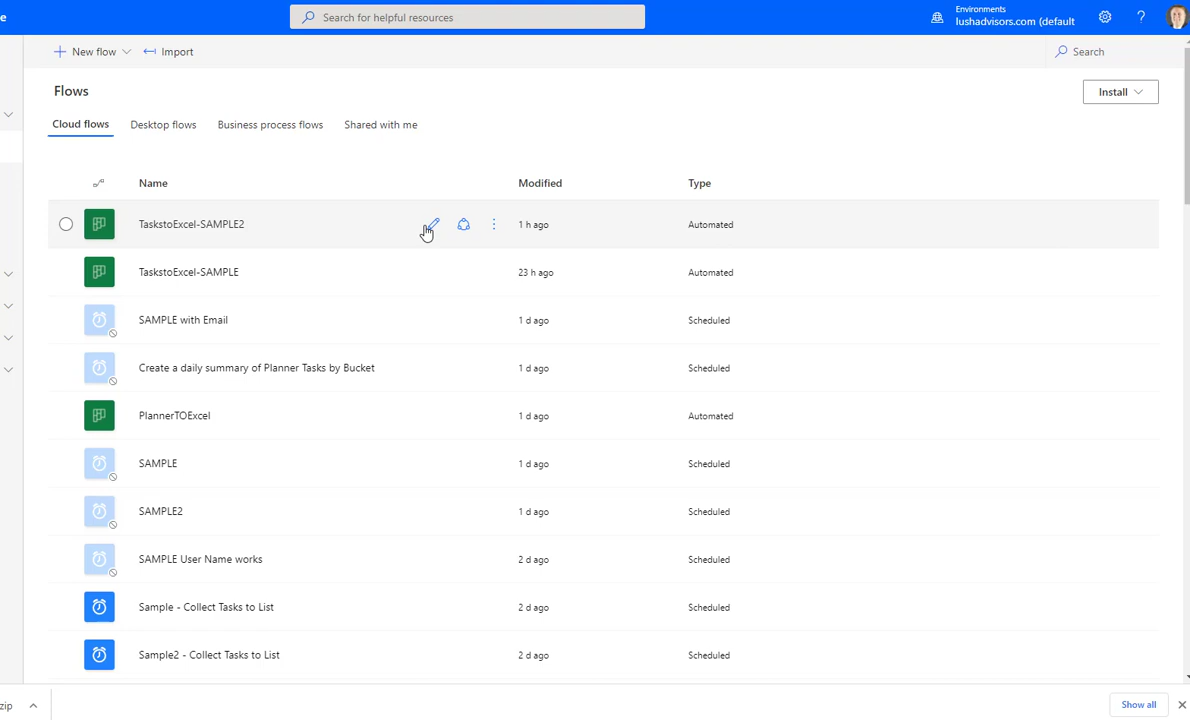 e
Search for helpful resources
Environments
lushadvisors.com (default
?
New flow
Import
Search
Flows
Install
Cloud flows
Desktop flows
Business process flows
Shared with me
Name
Modified
Type
TaskstoExcel-SAMPLE2
1 h ago
Automated
TaskstoExcel-SAMPLE
23 h ago
Automated
SAMPLE with Email
1 d ago
Scheduled
Create a daily summary of Planner Tasks by Bucket
1 d ago
Scheduled
PlannerTOExcel
1 d ago
Automated
SAMPLE
1 d ago
Scheduled
SAMPLE2
1 d ago
Scheduled
SAMPLE User Name works
2 d ago
Scheduled
Sample - Collect Tasks to List
2 d ago
Scheduled
Sample2 - Collect Tasks to List
2 d ago
Scheduled
zip
Show all